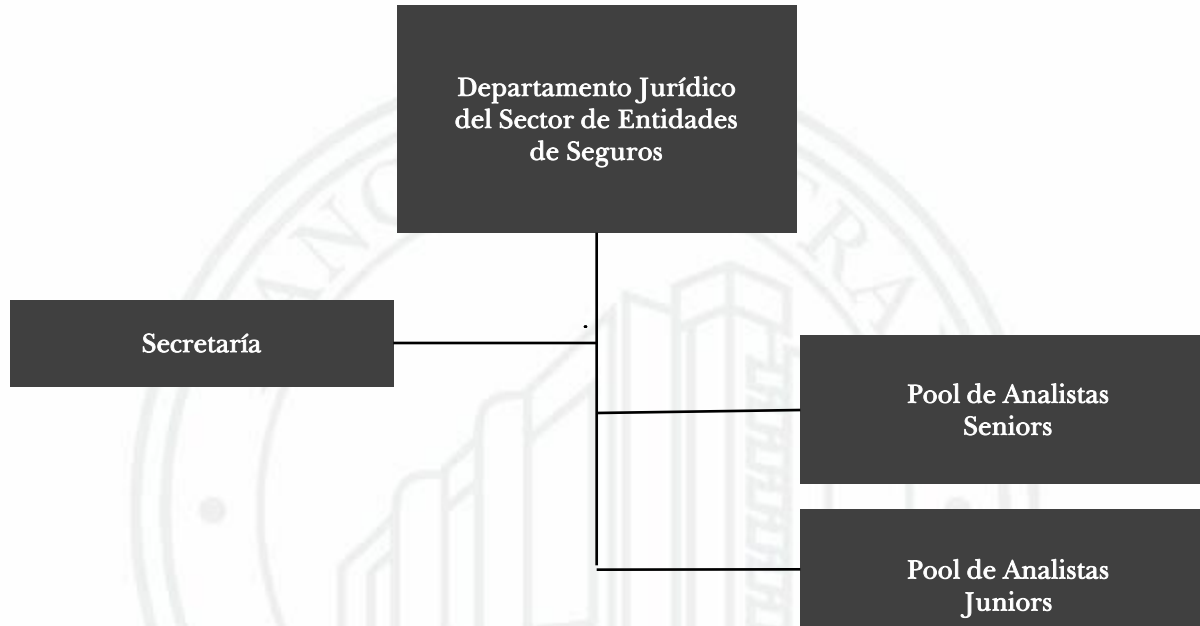 Departamento Jurídico
del Sector de Entidades
de Seguros
Secretaría
Pool de Analistas
Seniors
Pool de Analistas
Juniors